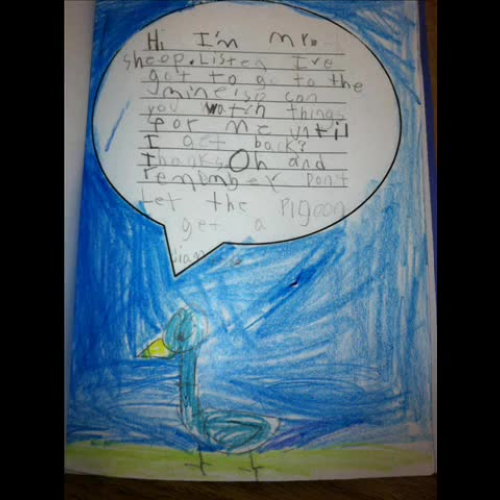 Hi I'm
sheep.Listen I've
got to go to the
mine so can
you watch things
for me until
I get back?
Thanks Oh and
remember Don't
Let the Pigeon
get a